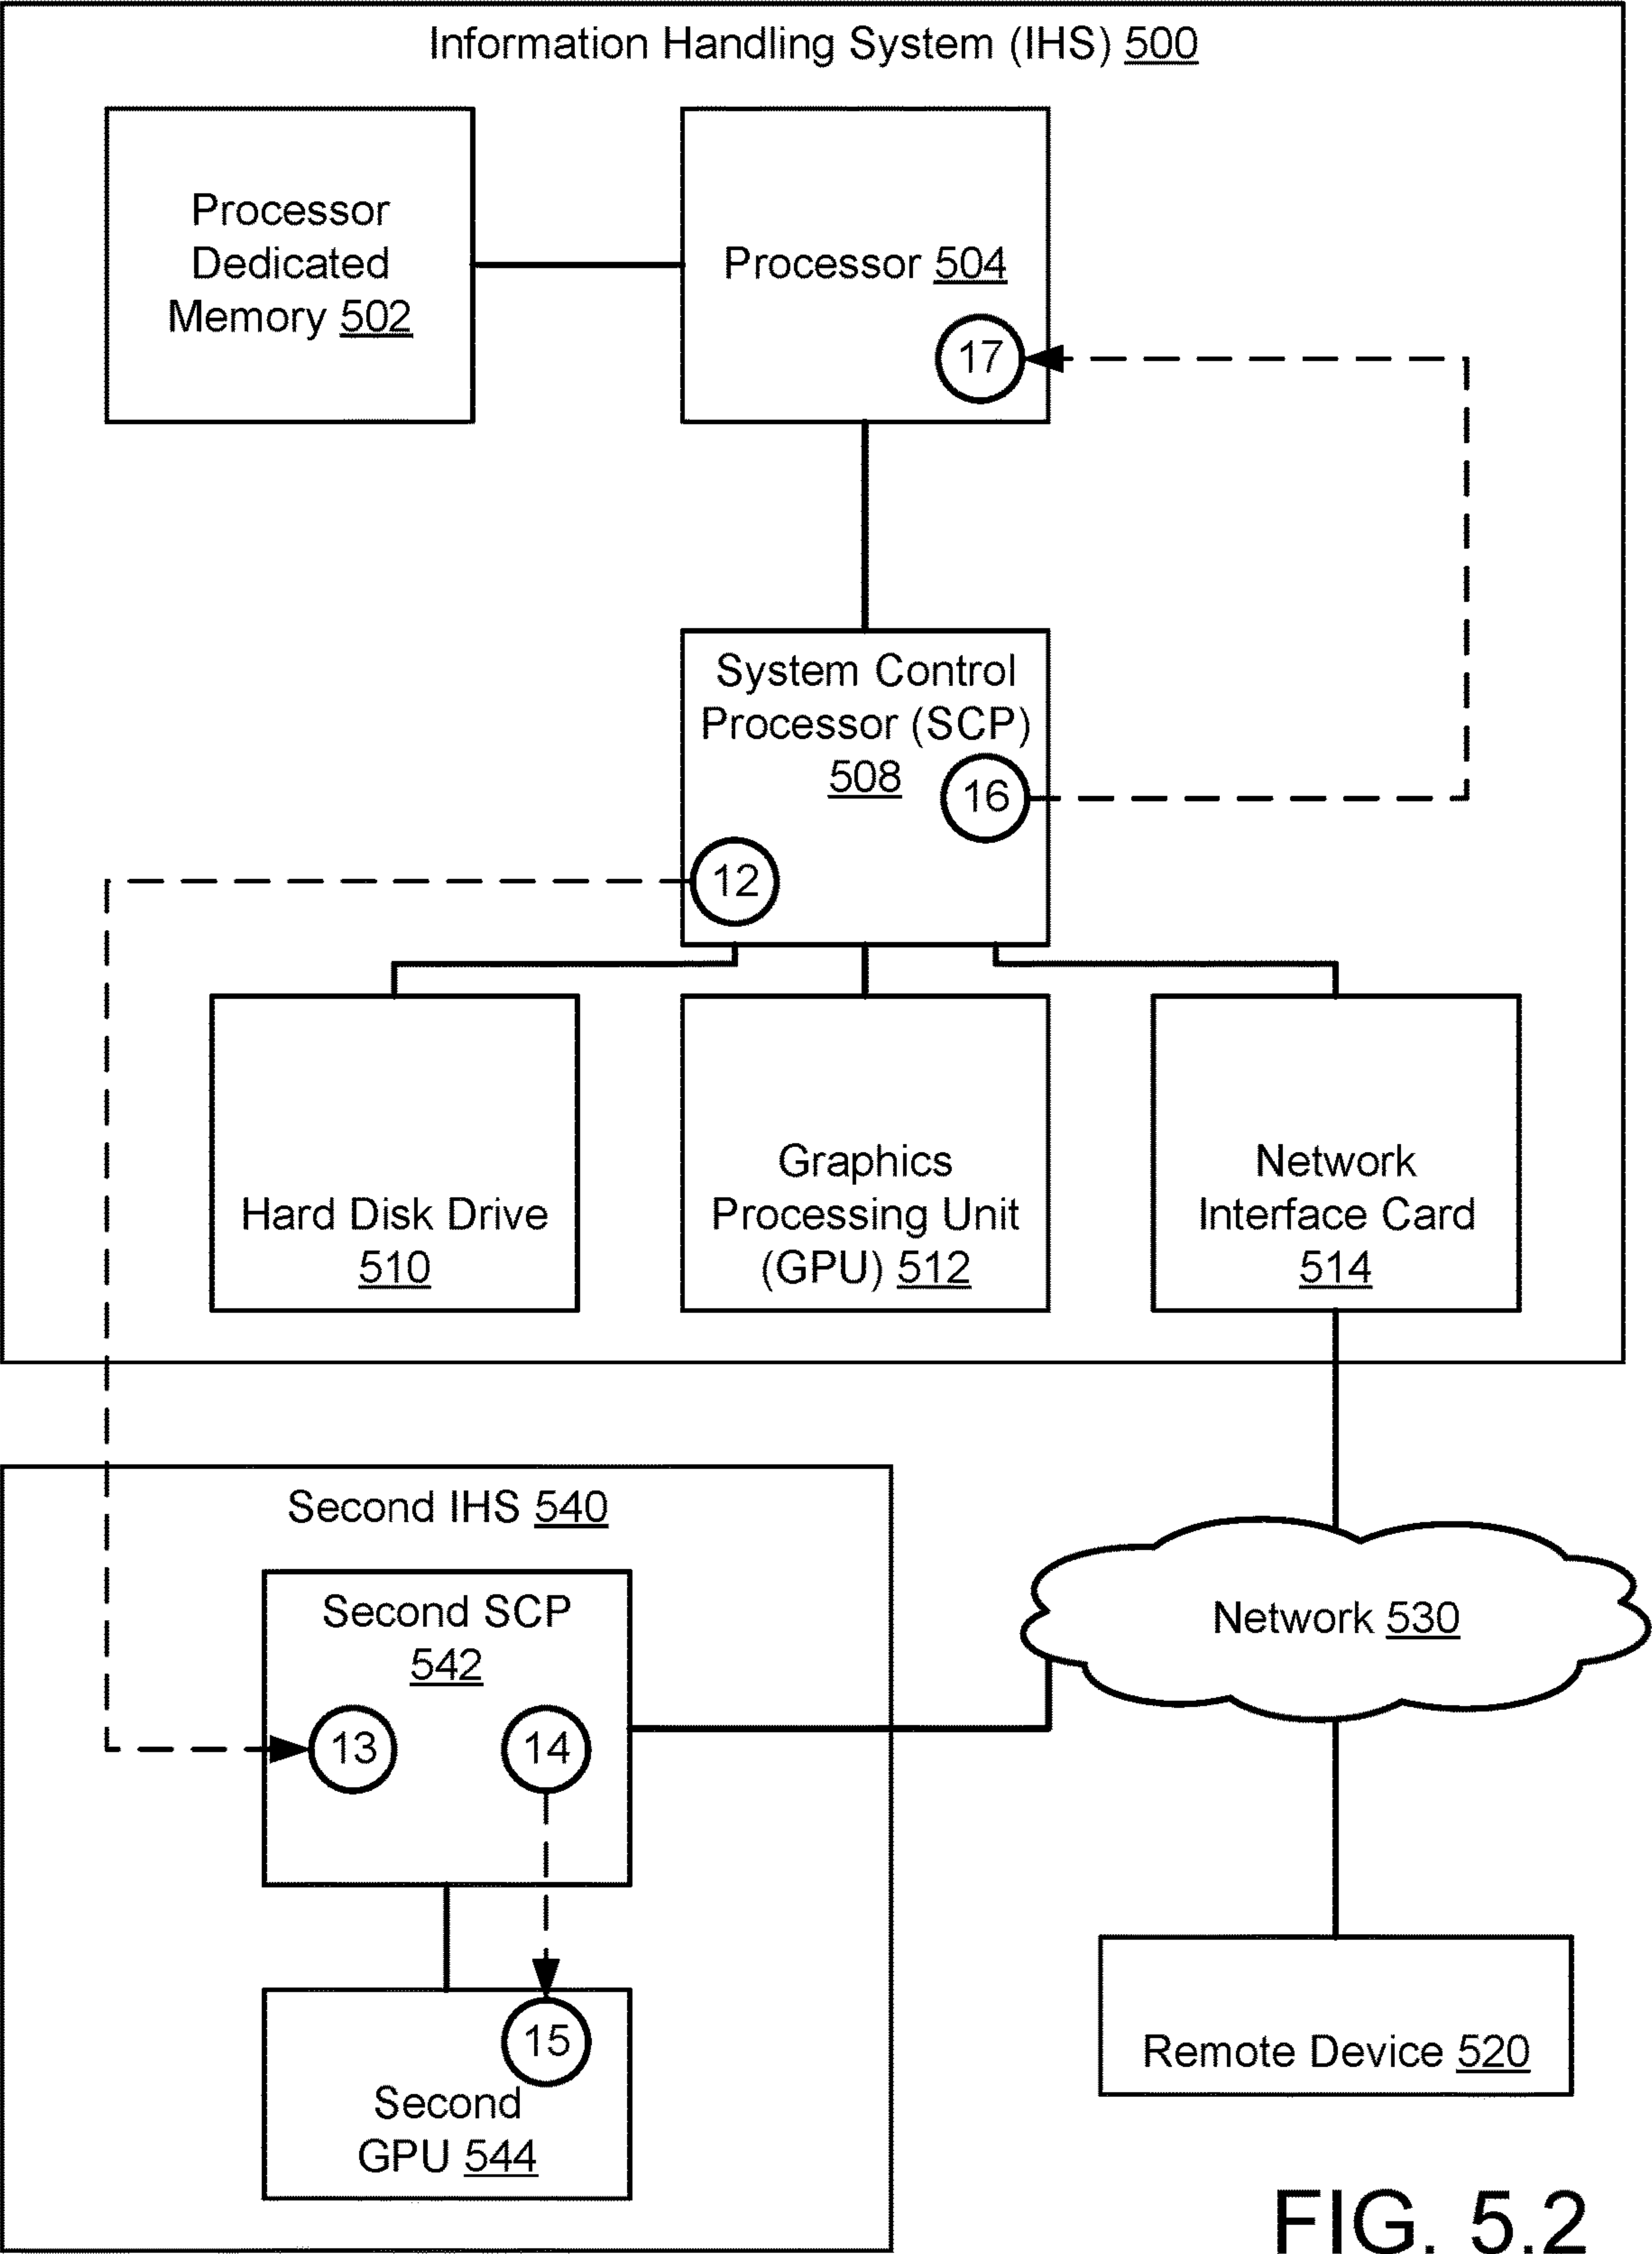 Information Handling System (IHS) 500
Processor
Dedicated
Memory 502
Processor 504
17
System Control
Processor (SCP)
508
16
12
Hard Disk Drive
510
Graphics
Processing Unit
(GPU) 512
Network
Interface Card
514
Second IHS 540
Second SCP
542
13
14
Network 530
15
Second
GPU 544
Remote Device 520
FIG. 5.2